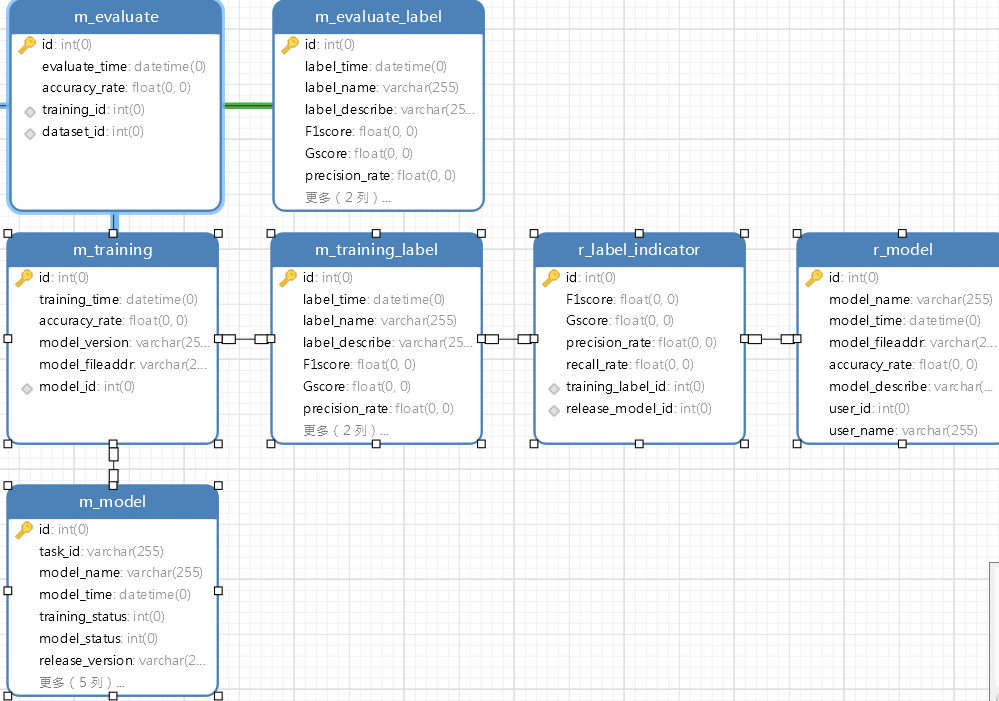 m_evaluate
id: int(0)
evaluate_time: datetime(0)
accuracy_rate: float(0, 0)
training_id: int(0)
dataset_id: int(0)
m_evaluate_label
id: int(0)
label_time: datetime(0)
label_name: varchar(255)
label_describe: varchar(25...
F1score: float(0, 0)
Gscore: float(0, 0)
precision_rate: float(0, 0)
更多 ( 2 列 ) ...
m_training
id: int(0)
training_time: datetime(0)
accuracy_rate: float(0, 0)
model_version: varchar(25...
model_fileaddr: varchar(2...
model_id: int(0)
m_training_label
id: int(0)
label_time: datetime(0)
label_name: varchar(255)
label_describe: varchar(25...
F1score: float(0, 0)
Gscore: float(0, 0)
precision_rate: float(0, 0)
更多 ( 2 列 ) ...
r_label_indicator
id: int(0)
F1score: float(0, 0)
Gscore: float(0, 0)
precision_rate: float(0, 0)
recall_rate: float(0, 0)
training_label_id: int(0)
release_model_id: int(0)
r_model
id: int(0)
model_name: varchar(255)
model_time: datetime(0)
model_fileaddr: varchar(2...
accuracy_rate: float(0, 0)
model_describe: varchar(...
user_id: int(0)
user_name: varchar(255)
m_model
id: int(0)
task_id: varchar(255)
model_name: varchar(255)
model_time: datetime(0)
training_status: int(0)
model_status: int(0)
release_version: varchar(2...
更多 ( 5 列 ) ...